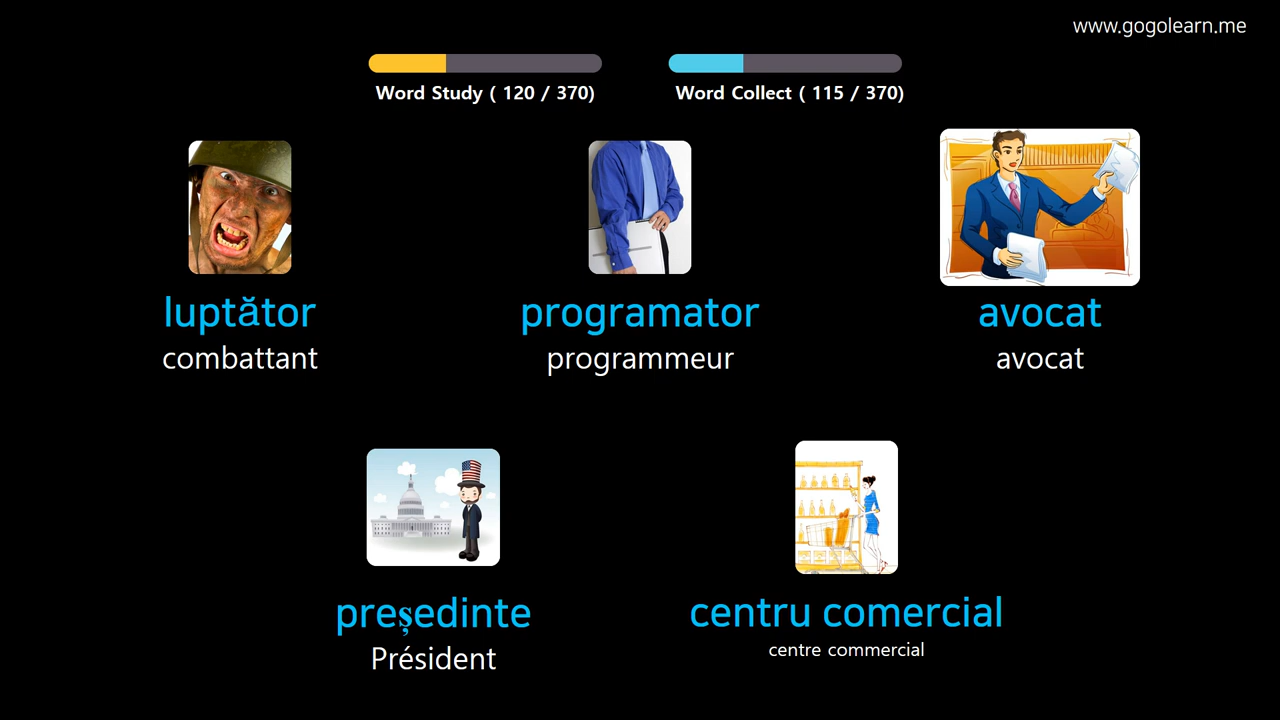 www.gogolearn.me
Word Study ( 120 / 370)
Word Collect ( 115 / 370)
luptător
combattant
programator
programmeur
avocat
avocat
președinte
Président
centru comercial
centre commercial